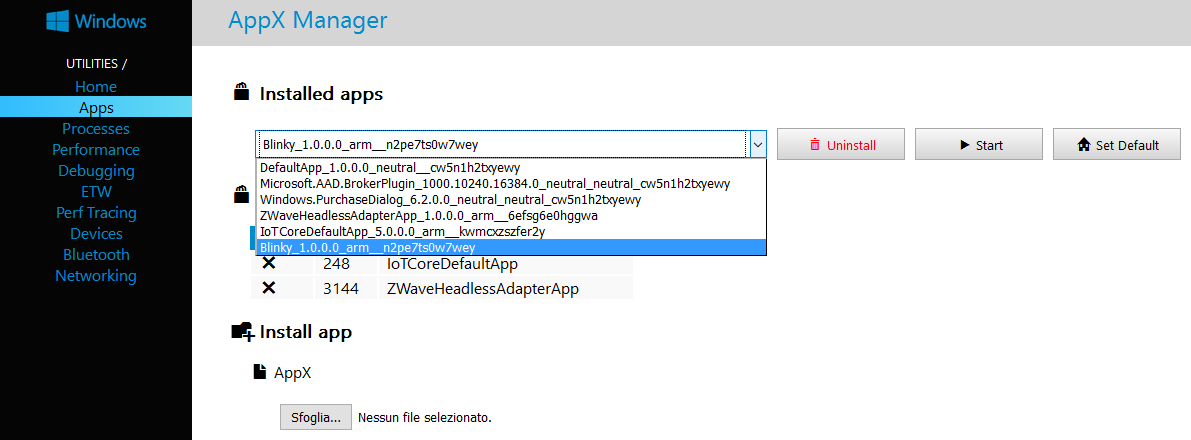 Windows
UTILITIES /
Home
Apps
Processes
Performance
Debugging
ETW
Perf Tracing
Devices
Bluetooth
Networking
AppX Manager
Installed apps
Blinky_1.0.0.0_arm__n2pe7ts0w7wey
Uninstall
Start
Set Default
DefaultApp_1.0.0.0_neutral__cw5n1h2txyewy
Microsoft.AAD.BrokerPlugin_1000.10240.16384.0_neutral_neutral_cw5n1h2txyewy
Windows.PurchaseDialog_6.2.0.0_neutral_neutral_cw5n1h2txyewy
ZWaveHeadlessAdapterApp_1.0.0.0_arm__6efsg6e0hggwa
IoTCoreDefaultApp_5.0.0.0_arm__kwmcxzszfer2y
Blinky_1.0.0.0_arm__n2pe7ts0w7wey
248 IoTCoreDefaultApp
3144 ZWaveHeadlessAdapterApp
Install app
AppX
Sfoglia... Nessun file selezionato.